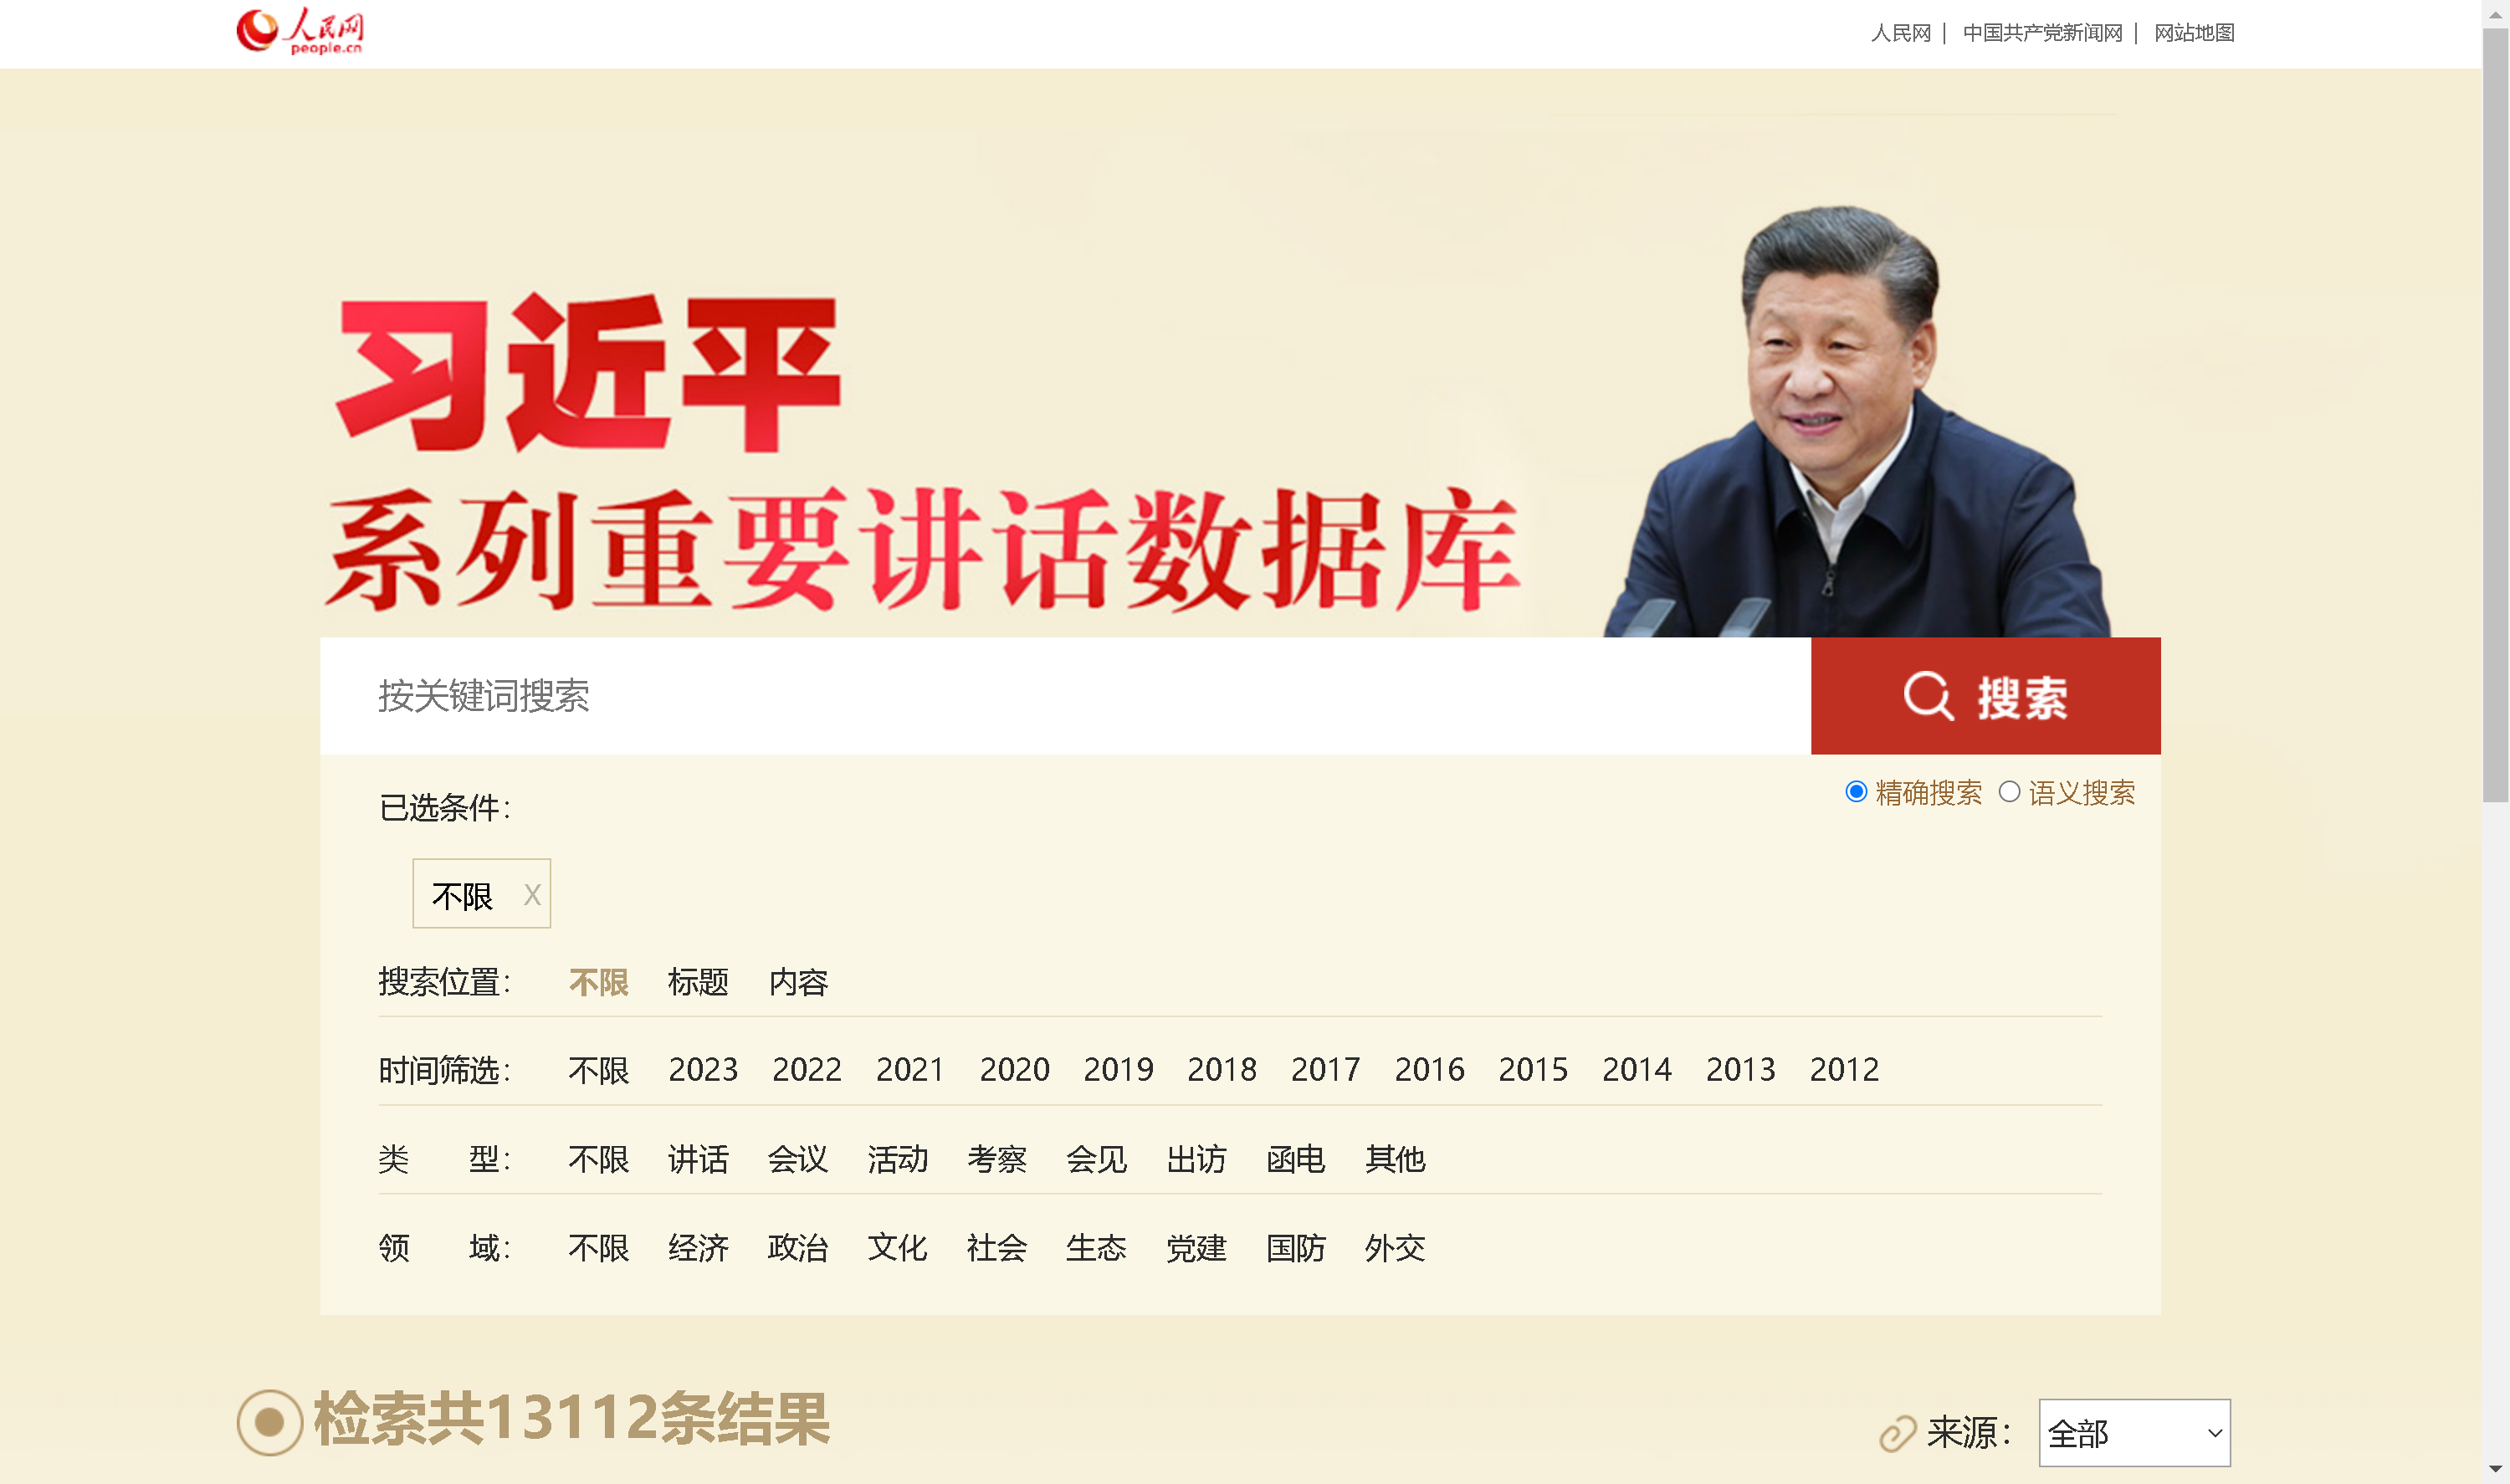 人民网
people.cn
人民网 | 中国共产党新闻网 | 网站地图
习近平
系列重要讲话数据库
按关键词搜索
搜索
精确搜索 语义搜索
已选条件：
不限 X
搜索位置： 不限 标题 内容
时间筛选： 不限 2023 2022 2021 2020 2019 2018 2017 2016 2015 2014 2013 2012
类 型： 不限 讲话 会议 活动 考察 会见 出访 函电 其他
领 域： 不限 经济 政治 文化 社会 生态 党建 国防 外交
检索共13112条结果
来源： 全部